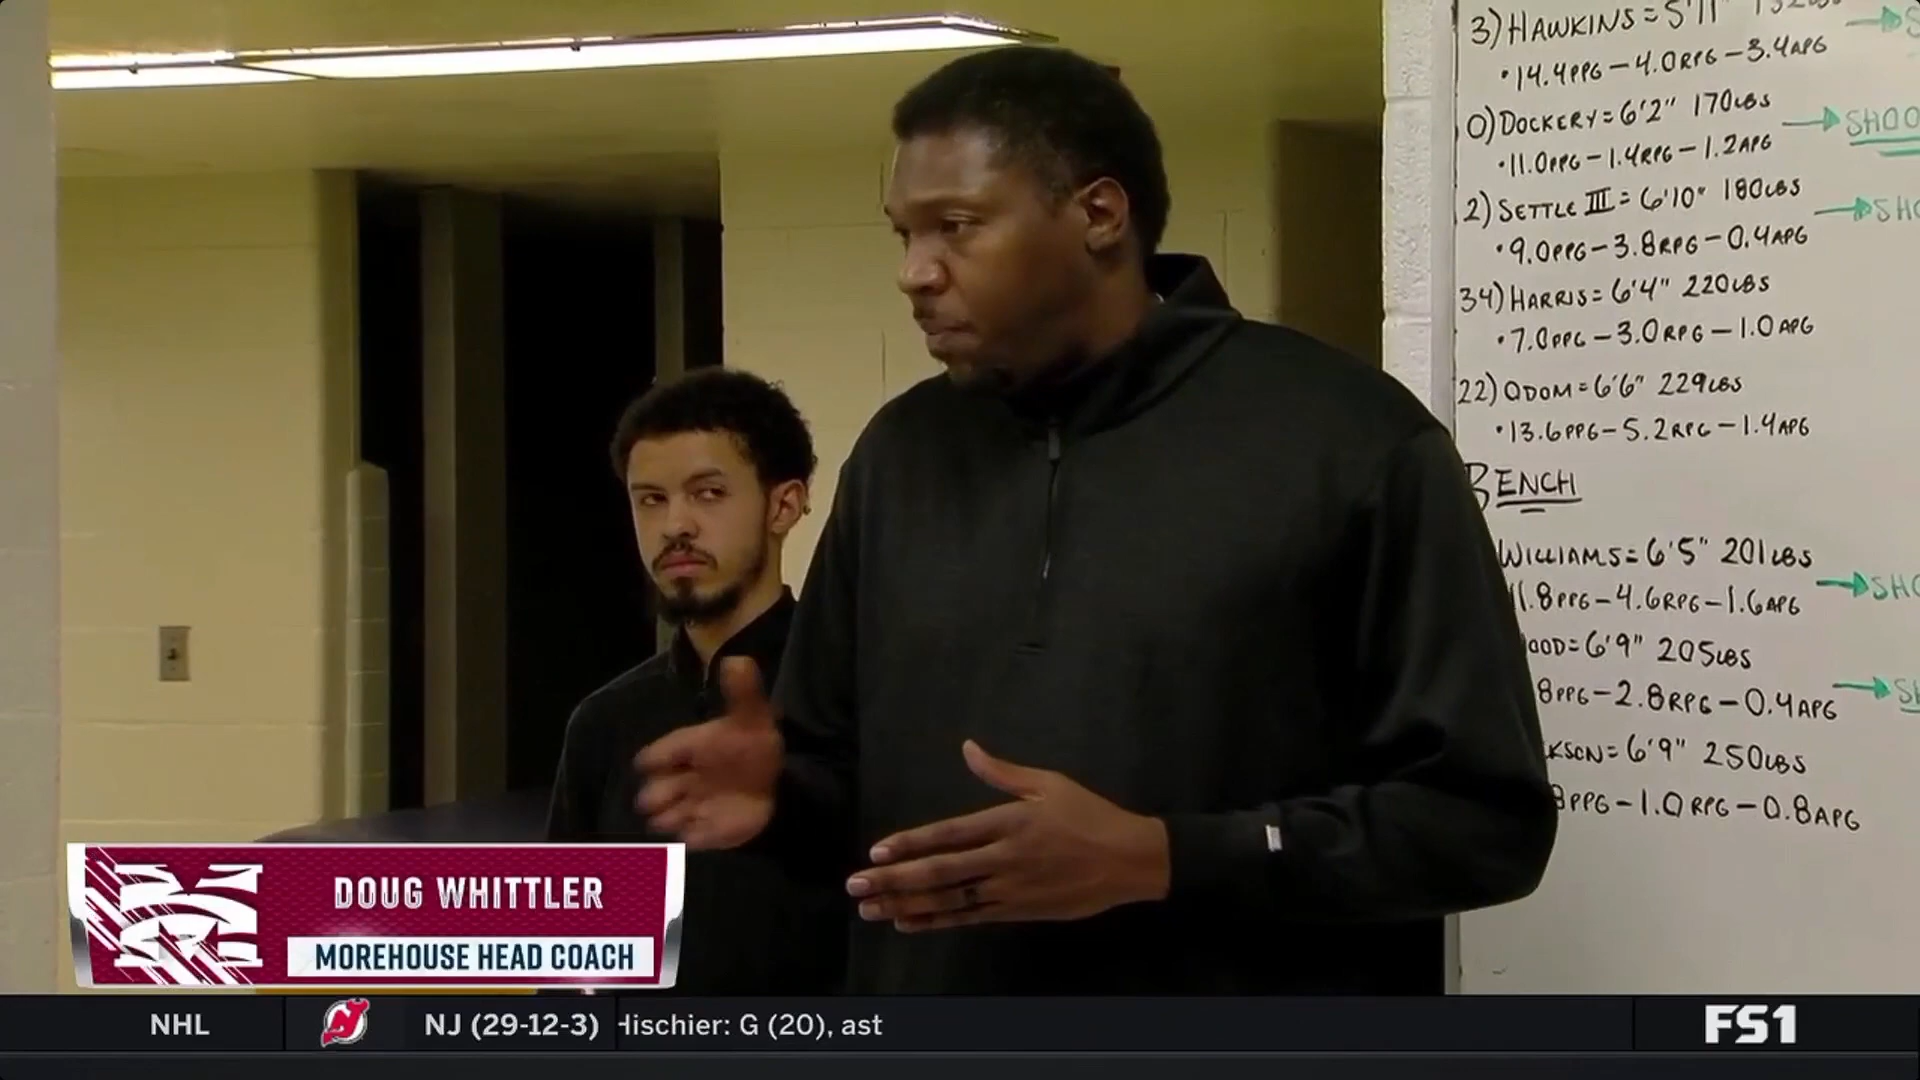 3) HAWKINS = 5'11"
• 14.4PPG – 4.0RPG – 3.4APG
0) DOCKERY = 6'2" 170LBS
• 11.0PPG – 1.4RPG – 1.2APG
2) SETTLE III = 6'10" 180LBS
• 9.0PPG – 3.8RPG – 0.4APG
34) HARRIS = 6'4" 220LBS
• 7.0PPG – 3.0RPG – 1.0APG
22) ODOM = 6'6" 229LBS
• 13.6PPG – 5.2RPG – 1.4APG
BENCH
WILLIAMS = 6'5" 201LBS
11.8PPG – 4.6RPG – 1.6APG
= 6'9" 205LBS
8PPG – 2.8RPG – 0.4APG
= 6'9" 250LBS
PPG – 1.0RPG – 0.8APG
DOUG WHITTLER
MOREHOUSE HEAD COACH
NHL NJ (29-12-3) Hischier: G (20), ast FS1